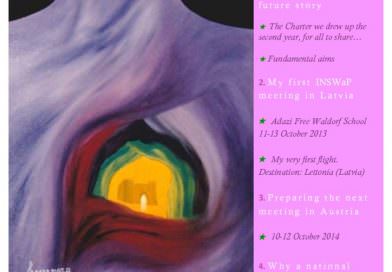 future story
★ The Charter we drew up the
second year, for all to share…
★ Fundamental aims
2. My first INSWaP
meeting in Latvia
★ Adazi Free Waldorf School
11-13 October 2013
★ My very first flight.
Destination: Lettonia (Latvia)
3. Preparing the next
meeting in Austria
★ 10-12 October 2014
4. Why a national